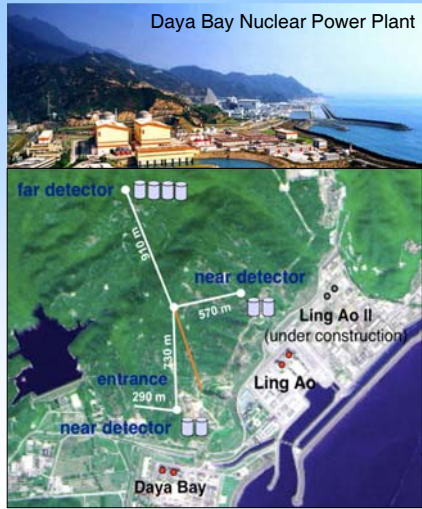 Daya Bay Nuclear Power Plant
far detector
910 m
near detector
570 m
Ling Ao II
(under construction)
730 m
Ling Ao
entrance
290 m
near detector
Daya Bay